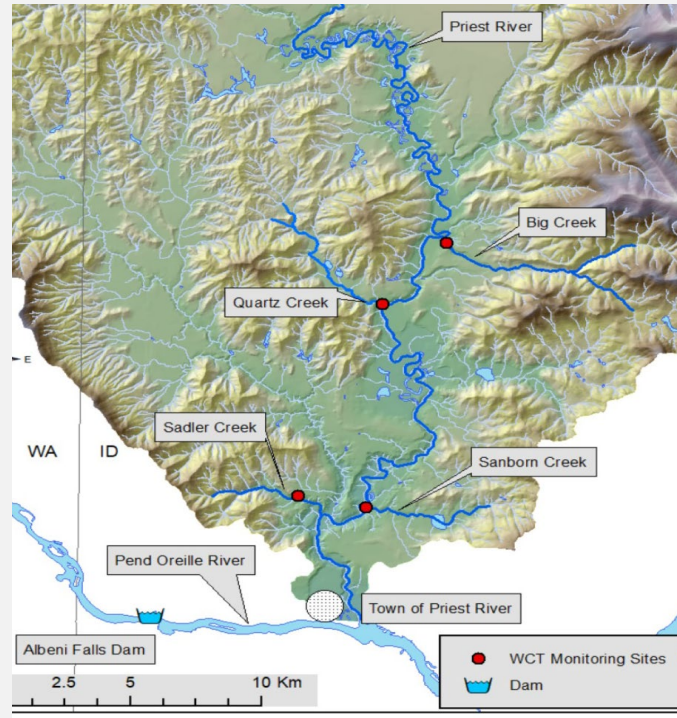 Priest River
Big Creek
Quartz Creek
E
Sadler Creek
WA
ID
Sanborn Creek
Pend Oreille River
Town of Priest River
Albeni Falls Dam
WCT Monitoring Sites
Dam
2.5 5 10 Km